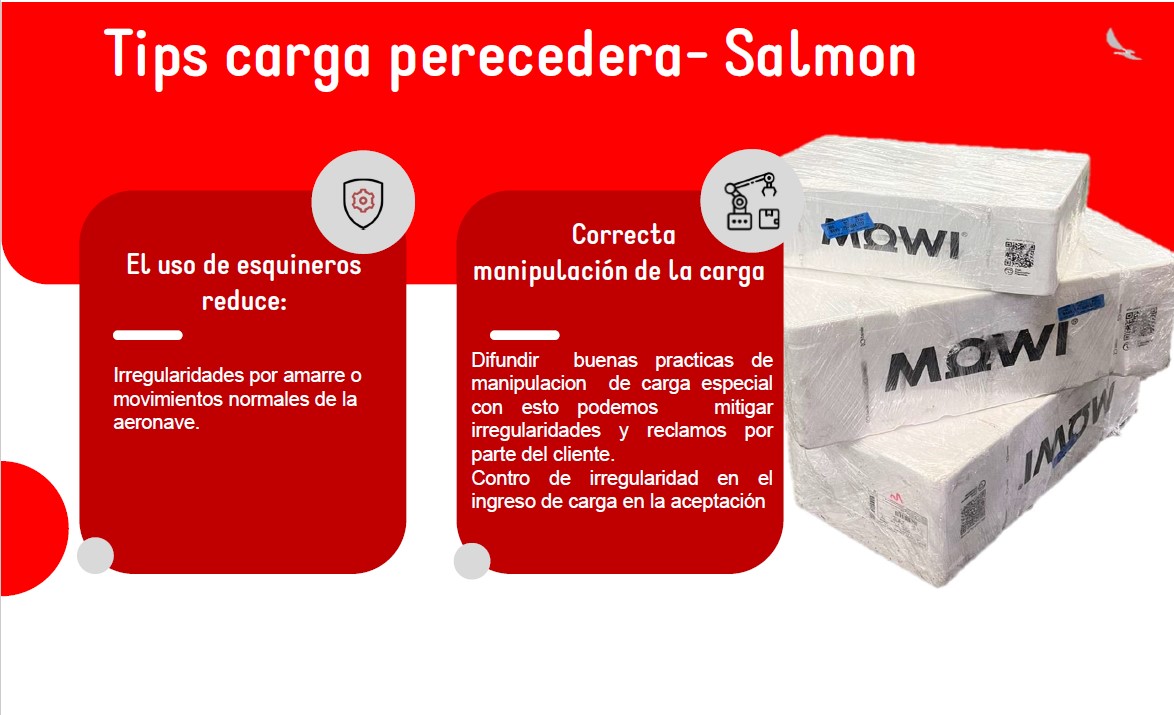 Tips carga perecedera- Salmon
El uso de esquineros
reduce:
Irregularidades por amarre o
movimientos normales de la
aeronave.
Correcta
manipulación de la carga
Difundir buenas practicas de
manipulacion de carga especial
con esto podemos mitigar
irregularidades y reclamos por
parte del cliente.
Contro de irregularidad en el
ingreso de carga en la aceptación
MOWI
MOWI
MOWI